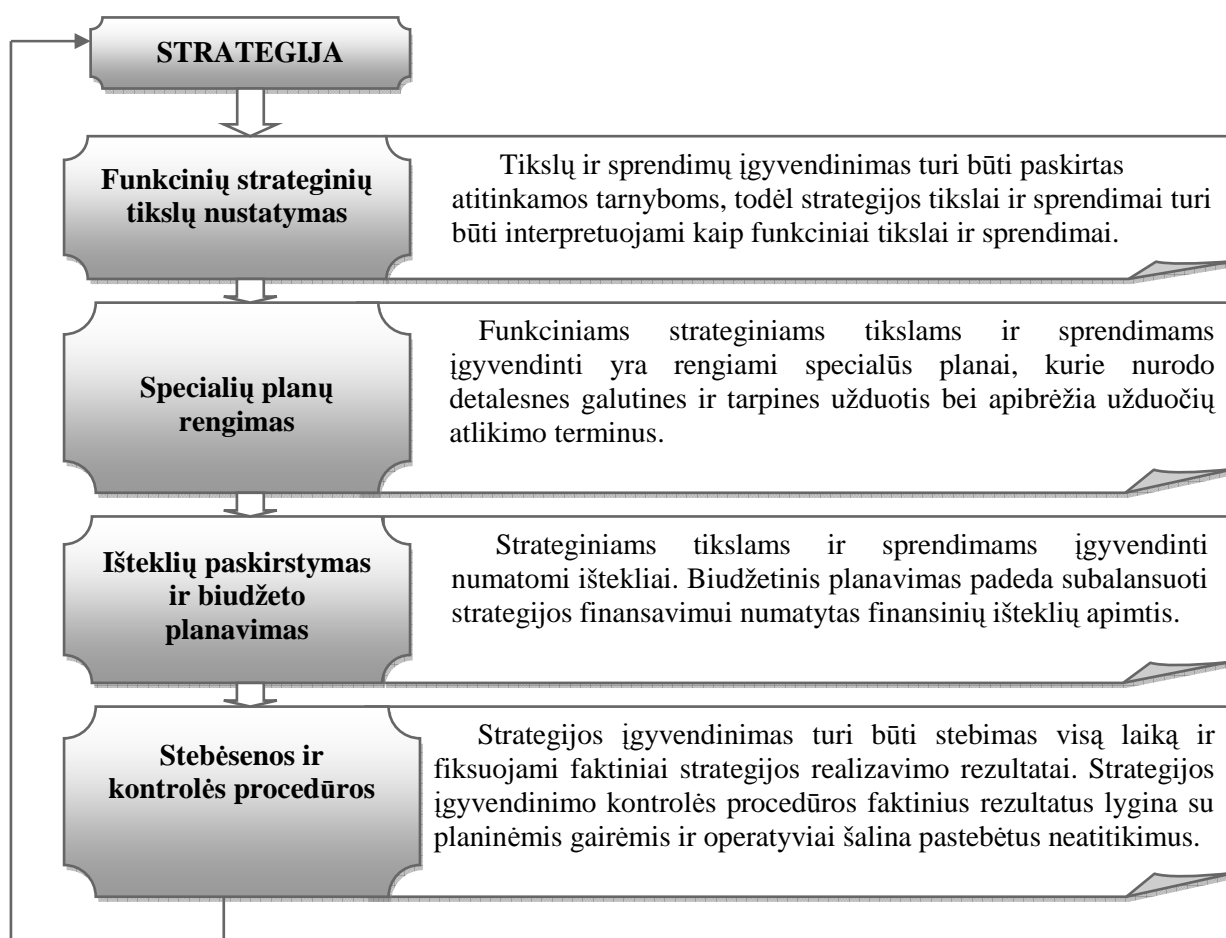 STRATEGIJA
Funkcinių strateginių
tikslų nustatymas
Tikslų ir sprendimų įgyvendinimas turi būti paskirtas
atitinkamos tarnyboms, todėl strategijos tikslai ir sprendimai turi
būti interpretuojami kaip funkciniai tikslai ir sprendimai.
Specialių planų
rengimas
Funkciniams strateginiams tikslams ir sprendimams
įgyvendinti yra rengiami specialūs planai, kurie nurodo
detalesnes galutines ir tarpines užduotis bei apibrėžia užduočių
atlikimo terminus.
Išteklių paskirstymas
ir biudžeto
planavimas
Strateginiams tikslams ir sprendimams įgyvendinti
numatomi ištekliai. Biudžetinis planavimas padeda subalansuoti
strategijos finansavimui numatytas finansinių išteklių apimtis.
Stebėsenos ir
kontrolės procedūros
Strategijos įgyvendinimas turi būti stebimas visą laiką ir
fiksuojami faktiniai strategijos realizavimo rezultatai. Strategijos
įgyvendinimo kontrolės procedūros faktinius rezultatus lygina su
planinėmis gairėmis ir operatyviai šalina pastebėtus neatitikimus.